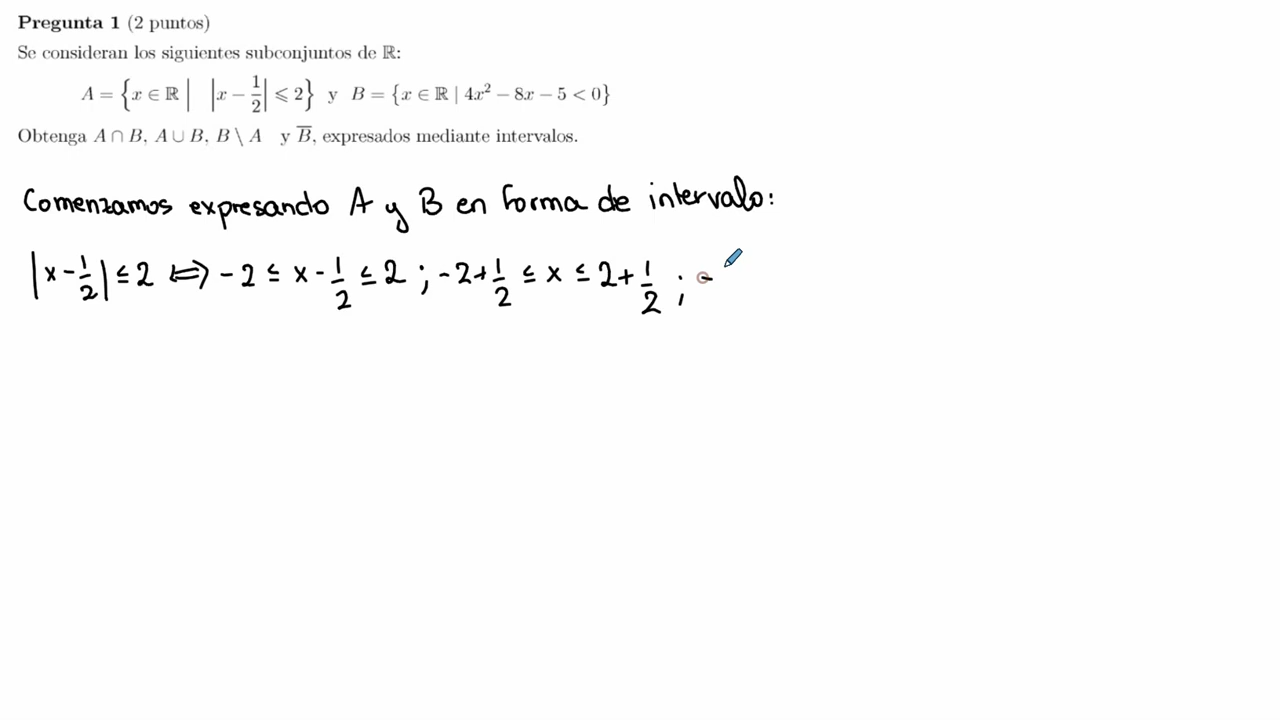 Pregunta 1 (2 puntos)
Se consideran los siguientes subconjuntos de ℝ:
A = {x ∈ ℝ | |x − 1/2| ⩽ 2} y B = {x ∈ ℝ | 4x² − 8x − 5 < 0}
Obtenga A ∩ B, A ∪ B, B \ A y B̅, expresados mediante intervalos.
Comenzamos expresando A y B en forma de intervalo:
|x - 1/2| ≤ 2 ⟺ -2 ≤ x - 1/2 ≤ 2 ; -2 + 1/2 ≤ x ≤ 2 + 1/2 ; -